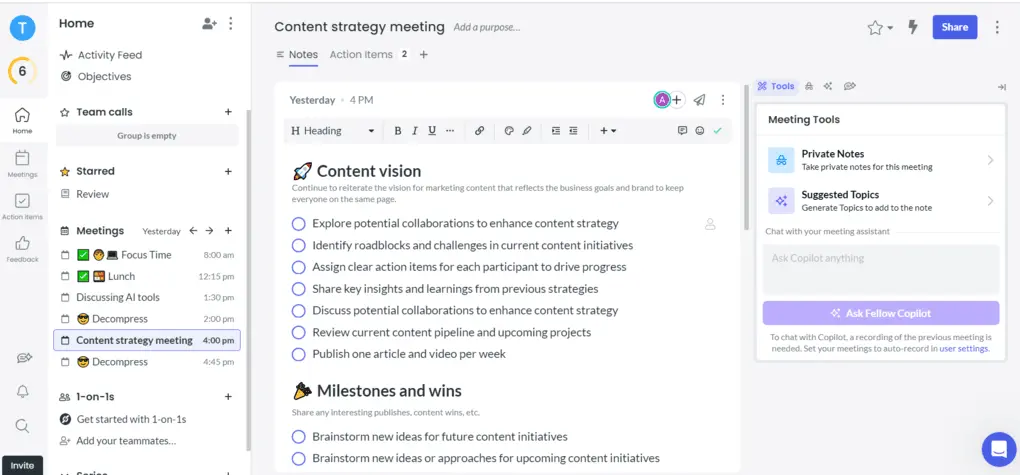 T
6
Home
Meetings
Action Items
Feedback
Invite
Home
Activity Feed
Objectives
Team calls +
Group is empty
Starred +
Review
Meetings Yesterday ← → +
Focus Time 8:00 am
Lunch 12:15 pm
Discussing AI tools 1:30 pm
Decompress 2:00 pm
Content strategy meeting 4:00 pm
Decompress 4:45 pm
1-on-1s +
Get started with 1-on-1s
Add your teammates...
Content strategy meeting Add a purpose...
Share
Notes Action Items 2 +
Yesterday • 4 PM
A +
H Heading B I U ... +
Content vision
Continue to reiterate the vision for marketing content that reflects the business goals and brand to keep
everyone on the same page.
Explore potential collaborations to enhance content strategy
Identify roadblocks and challenges in current content initiatives
Assign clear action items for each participant to drive progress
Share key insights and learnings from previous strategies
Discuss potential collaborations to enhance content strategy
Review current content pipeline and upcoming projects
Publish one article and video per week
Milestones and wins
Share any interesting publishes, content wins, etc.
Brainstorm new ideas for future content initiatives
Brainstorm new ideas or approaches for upcoming content initiatives
Tools
Meeting Tools
Private Notes
Take private notes for this meeting
Suggested Topics
Generate Topics to add to the note
Chat with your meeting assistant
Ask Copilot anything
Ask Fellow Copilot
To chat with Copilot, a recording of the previous meeting is
needed. Set your meetings to auto-record in user settings.